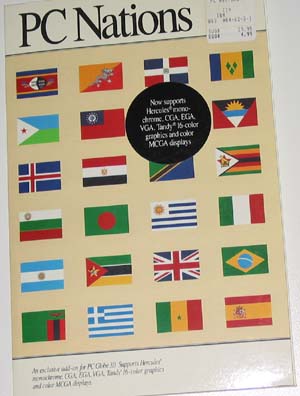 PC Nations
Now supports
Hercules® mono-
chrome, CGA, EGA,
VGA, Tandy® 16-color
graphics and color
MCGA displays
An exclusive add-on for PC Globe 3.0. Supports Hercules®
monochrome, CGA, EGA, VGA, Tandy® 16-color graphics
and color MCGA displays.